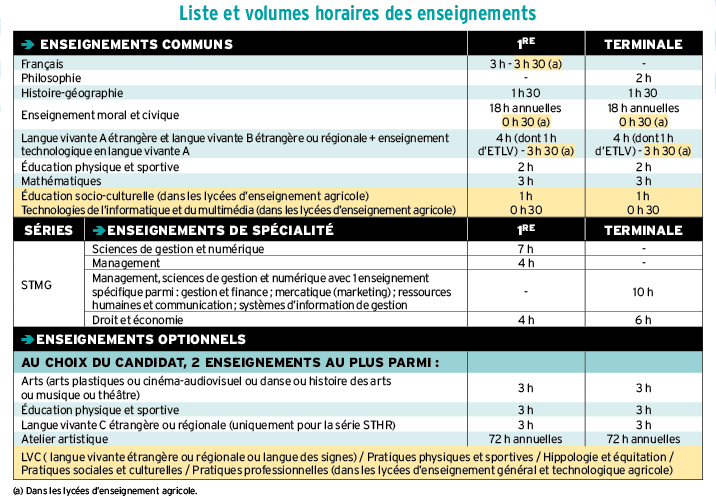 Liste et volumes horaires des enseignements
→ ENSEIGNEMENTS COMMUNS 1RE TERMINALE
Français 3 h - 3 h 30 (a) -
Philosophie - 2 h
Histoire-géographie 1 h 30 1 h 30
Enseignement moral et civique 18 h annuelles 0 h 30 (a) 18 h annuelles 0 h 30 (a)
Langue vivante A étrangère et langue vivante B étrangère ou régionale + enseignement 4 h (dont 1 h 4 h (dont 1 h
technologique en langue vivante A d'ETLV) - 3 h 30 (a) d'ETLV) - 3 h 30 (a)
Éducation physique et sportive 2 h 2 h
Mathématiques 3 h 3 h
Éducation socio-culturelle (dans les lycées d'enseignement agricole) 1 h 1 h
Technologies de l'informatique et du multimédia (dans les lycées d'enseignement agricole) 0 h 30 0 h 30
SÉRIES → ENSEIGNEMENTS DE SPÉCIALITÉ 1RE TERMINALE
STMG
Sciences de gestion et numérique 7 h -
Management 4 h -
Management, sciences de gestion et numérique avec 1 enseignement
spécifique parmi : gestion et finance ; mercatique (marketing) ; ressources - 10 h
humaines et communication ; systèmes d'information de gestion
Droit et économie 4 h 6 h
→ ENSEIGNEMENTS OPTIONNELS
AU CHOIX DU CANDIDAT, 2 ENSEIGNEMENTS AU PLUS PARMI :
Arts (arts plastiques ou cinéma-audiovisuel ou danse ou histoire des arts 3 h 3 h
ou musique ou théâtre)
Éducation physique et sportive 3 h 3 h
Langue vivante C étrangère ou régionale (uniquement pour la série STHR) 3 h 3 h
Atelier artistique 72 h annuelles 72 h annuelles
LVC ( langue vivante étrangère ou régionale ou langue des signes) / Pratiques physiques et sportives / Hippologie et équitation /
Pratiques sociales et culturelles / Pratiques professionnelles (dans les lycées d'enseignement général et technologique agricole)
(a) Dans les lycées d'enseignement agricole.